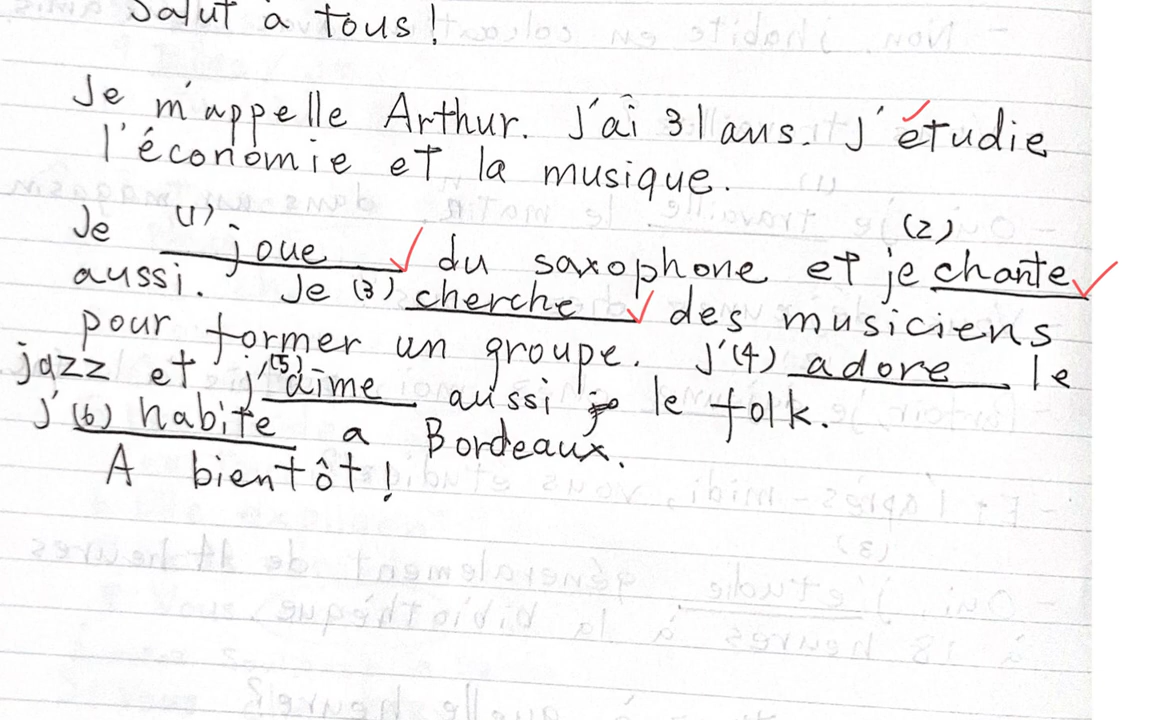 Salut à tous !
Je m'appelle Arthur. J'ai 31 ans. J'étudie
l'économie et la musique.
Je (1) joue du saxophone et je (2) chante
aussi. Je (3) cherche des musiciens
pour former un groupe. J'(4) adore le
jazz et j'(5) aime aussi le folk.
J'(6) habite a Bordeaux.
A bientôt !